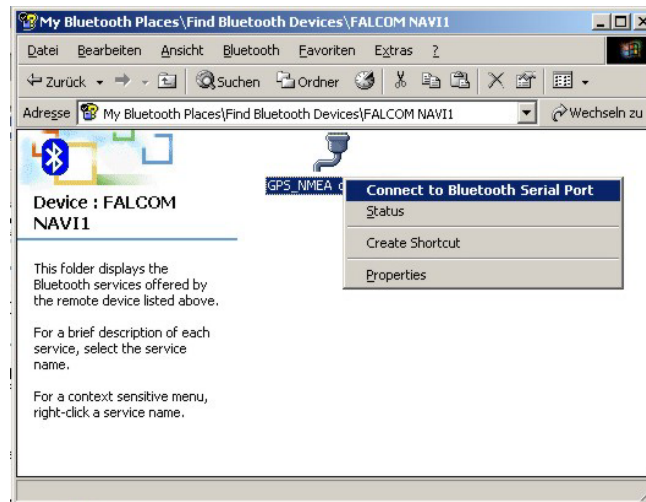 My Bluetooth Places\Find Bluetooth Devices\FALCOM NAVI1
Datei Bearbeiten Ansicht Bluetooth Favoriten Extras ?
Zurück Suchen Ordner
Adresse My Bluetooth Places\Find Bluetooth Devices\FALCOM NAVI1 Wechseln zu
Device : FALCOM
NAVI1
This folder displays the
Bluetooth services offered by
the remote device listed above.
For a brief description of each
service, select the service
name.
For a context sensitive menu,
right-click a service name.
GPS_NMEA
Connect to Bluetooth Serial Port
Status
Create Shortcut
Properties